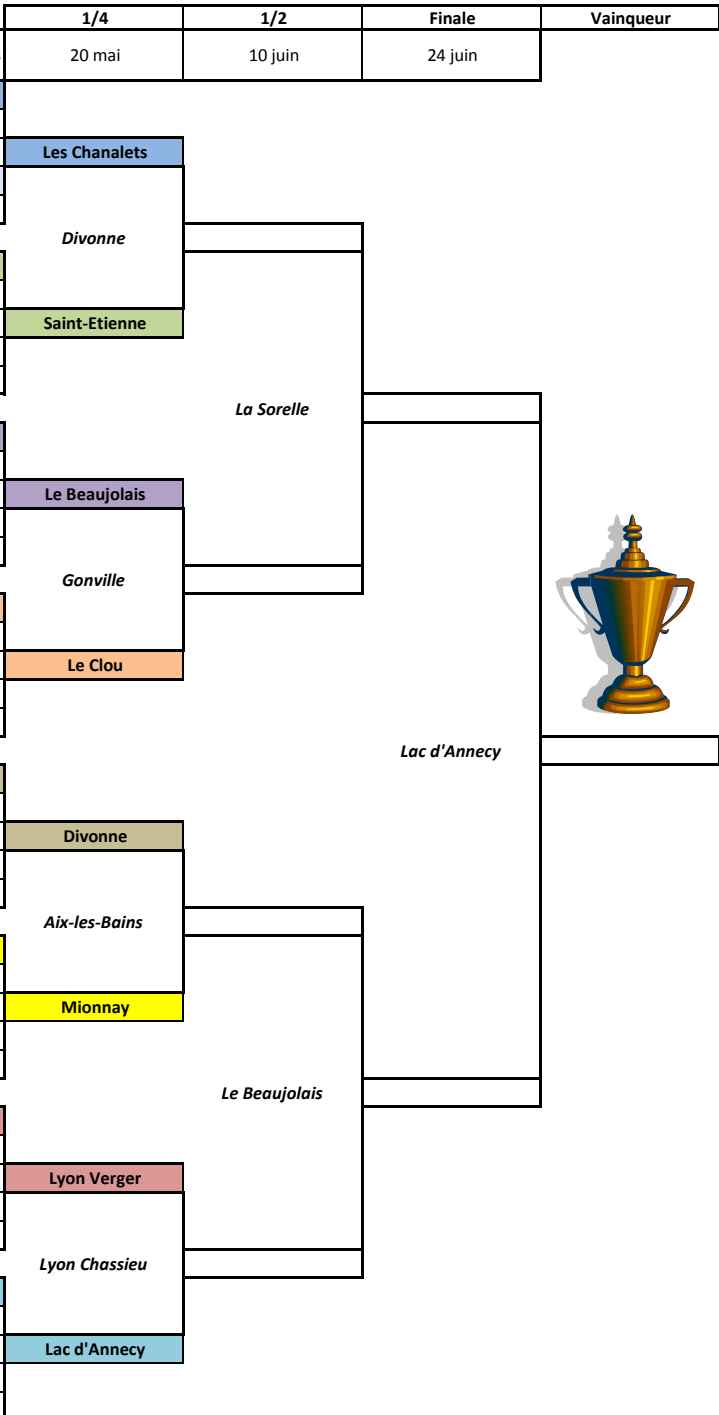 1/4 1/2 Finale Vainqueur
20 mai 10 juin 24 juin
Les Chanalets
Divonne
Saint-Etienne
La Sorelle
Le Beaujolais
Gonville
Le Clou
Lac d'Annecy
Divonne
Aix-les-Bains
Mionnay
Le Beaujolais
Lyon Verger
Lyon Chassieu
Lac d'Annecy